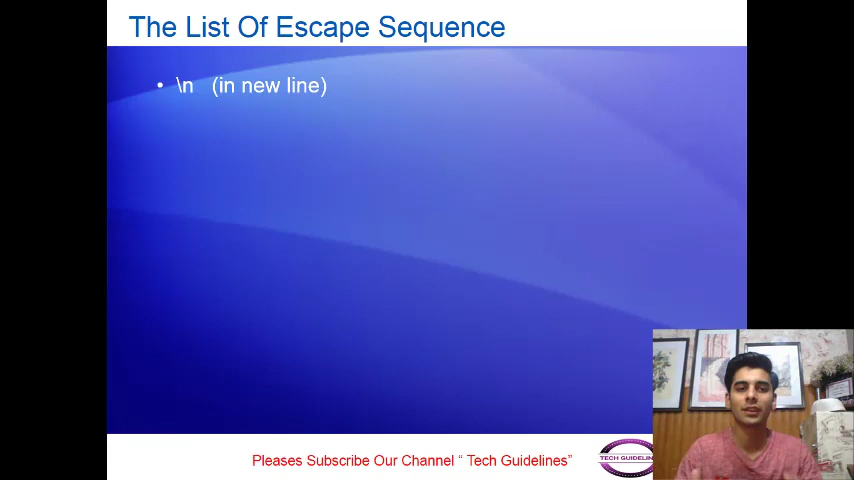 The List Of Escape Sequence
• \n (in new line)
Pleases Subscribe Our Channel “ Tech Guidelines”
TECH GUIDELIN